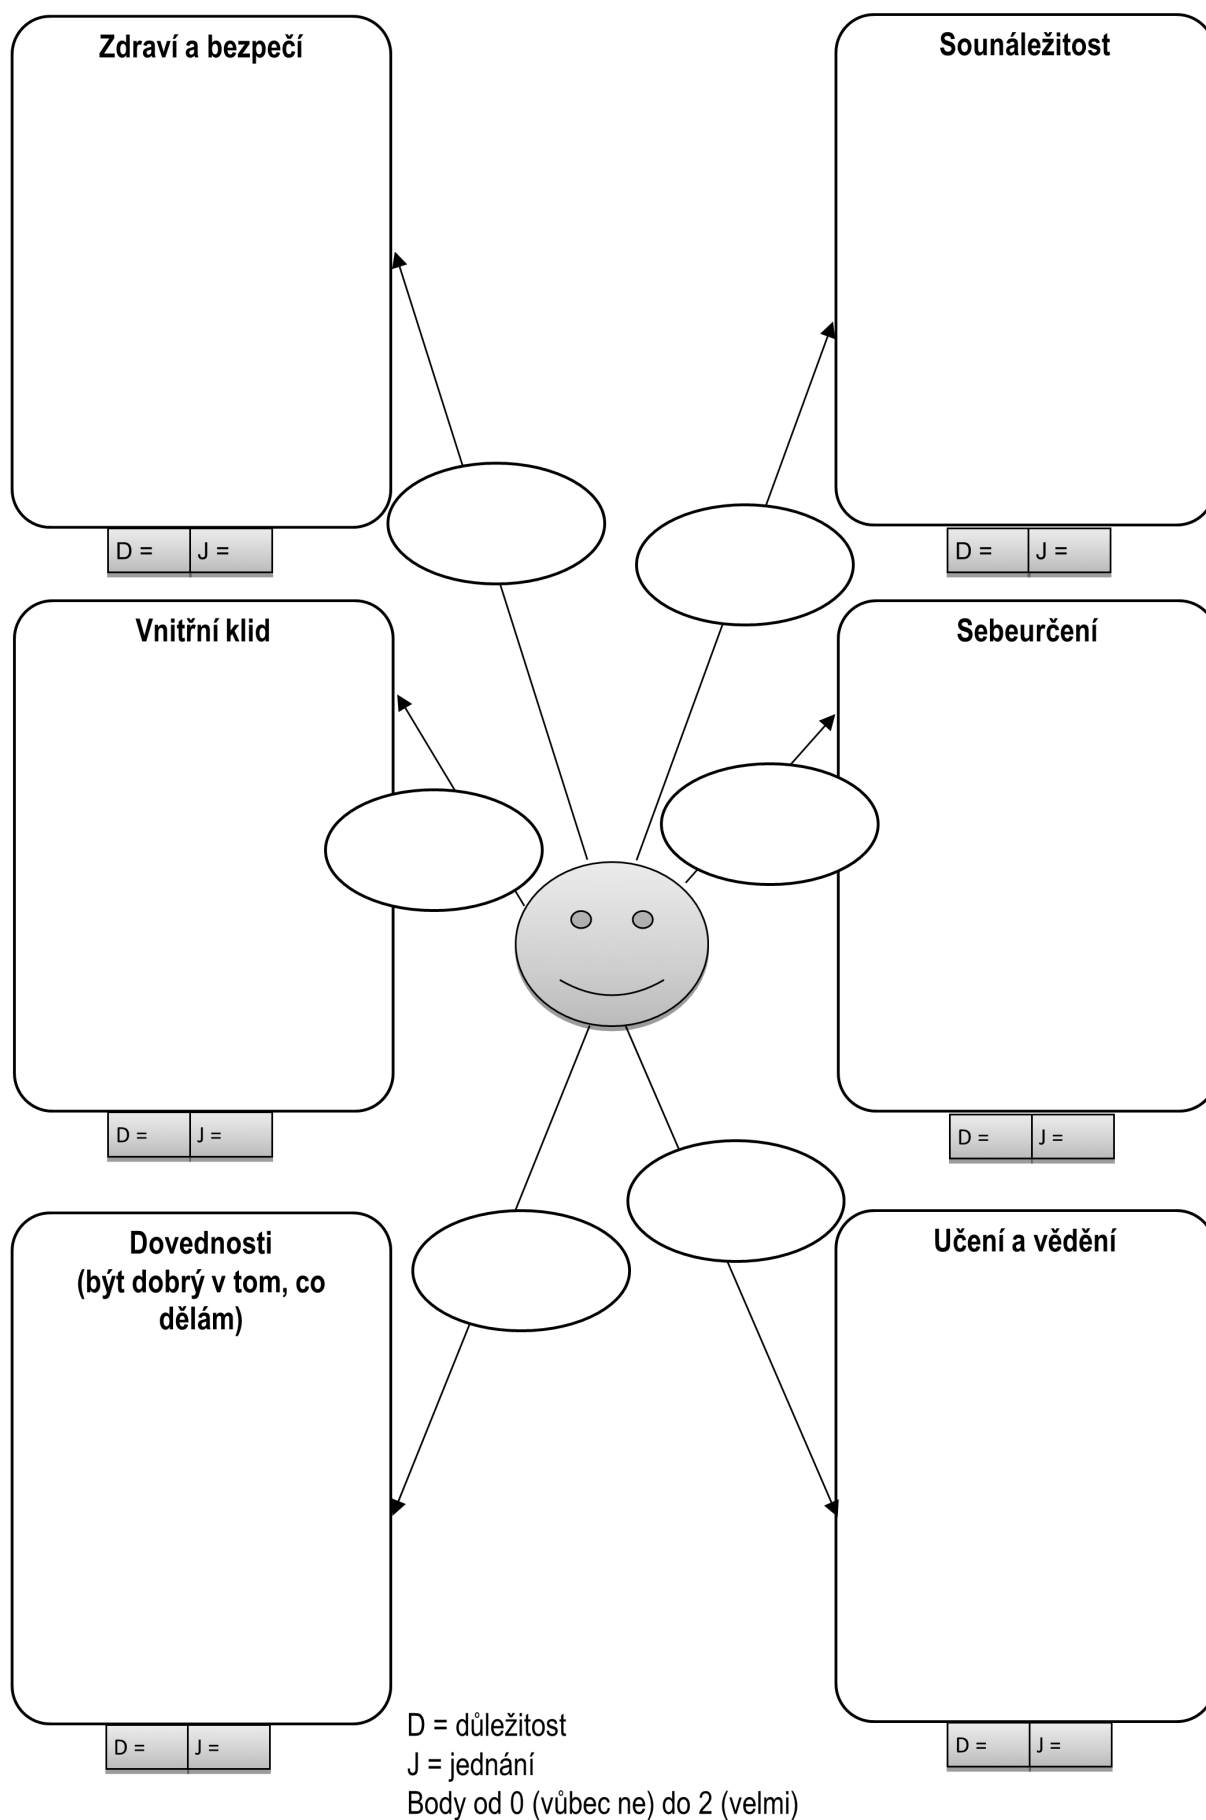 Zdraví a bezpečí
D =
J =
Sounáležitost
D =
J =
Vnitřní klid
D =
J =
Sebeurčení
D =
J =
Dovednosti
(být dobrý v tom, co
dělám)
D =
J =
Učení a vědění
D =
J =
D = důležitost
J = jednání
Body od 0 (vůbec ne) do 2 (velmi)